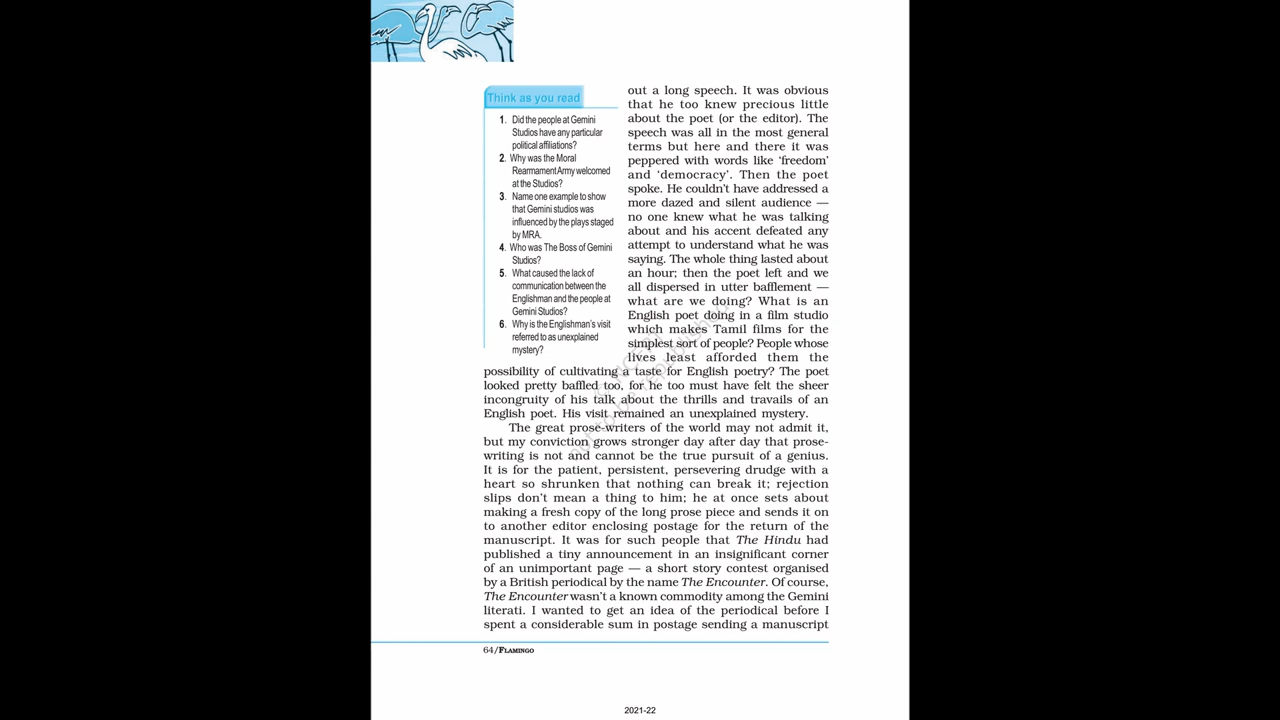 Think as you read
1. Did the people at Gemini
Studios have any particular
political affiliations?
2. Why was the Moral
Rearmament Army welcomed
at the Studios?
3. Name one example to show
that Gemini studios was
influenced by the plays staged
by MRA.
4. Who was The Boss of Gemini
Studios?
5. What caused the lack of
communication between the
Englishman and the people at
Gemini Studios?
6. Why is the Englishman's visit
referred to as unexplained
mystery?
out a long speech. It was obvious
that he too knew precious little
about the poet (or the editor). The
speech was all in the most general
terms but here and there it was
peppered with words like ‘freedom’
and ‘democracy’. Then the poet
spoke. He couldn't have addressed a
more dazed and silent audience —
no one knew what he was talking
about and his accent defeated any
attempt to understand what he was
saying. The whole thing lasted about
an hour; then the poet left and we
all dispersed in utter bafflement —
what are we doing? What is an
English poet doing in a film studio
which makes Tamil films for the
simplest sort of people? People whose
lives least afforded them the
possibility of cultivating a taste for English poetry? The poet
looked pretty baffled too, for he too must have felt the sheer
incongruity of his talk about the thrills and travails of an
English poet. His visit remained an unexplained mystery.
The great prose-writers of the world may not admit it,
but my conviction grows stronger day after day that prose-
writing is not and cannot be the true pursuit of a genius.
It is for the patient, persistent, persevering drudge with a
heart so shrunken that nothing can break it; rejection
slips don't mean a thing to him; he at once sets about
making a fresh copy of the long prose piece and sends it on
to another editor enclosing postage for the return of the
manuscript. It was for such people that The Hindu had
published a tiny announcement in an insignificant corner
of an unimportant page — a short story contest organised
by a British periodical by the name The Encounter. Of course,
The Encounter wasn't a known commodity among the Gemini
literati. I wanted to get an idea of the periodical before I
spent a considerable sum in postage sending a manuscript
64/FLAMINGO
2021-22
not to be republished